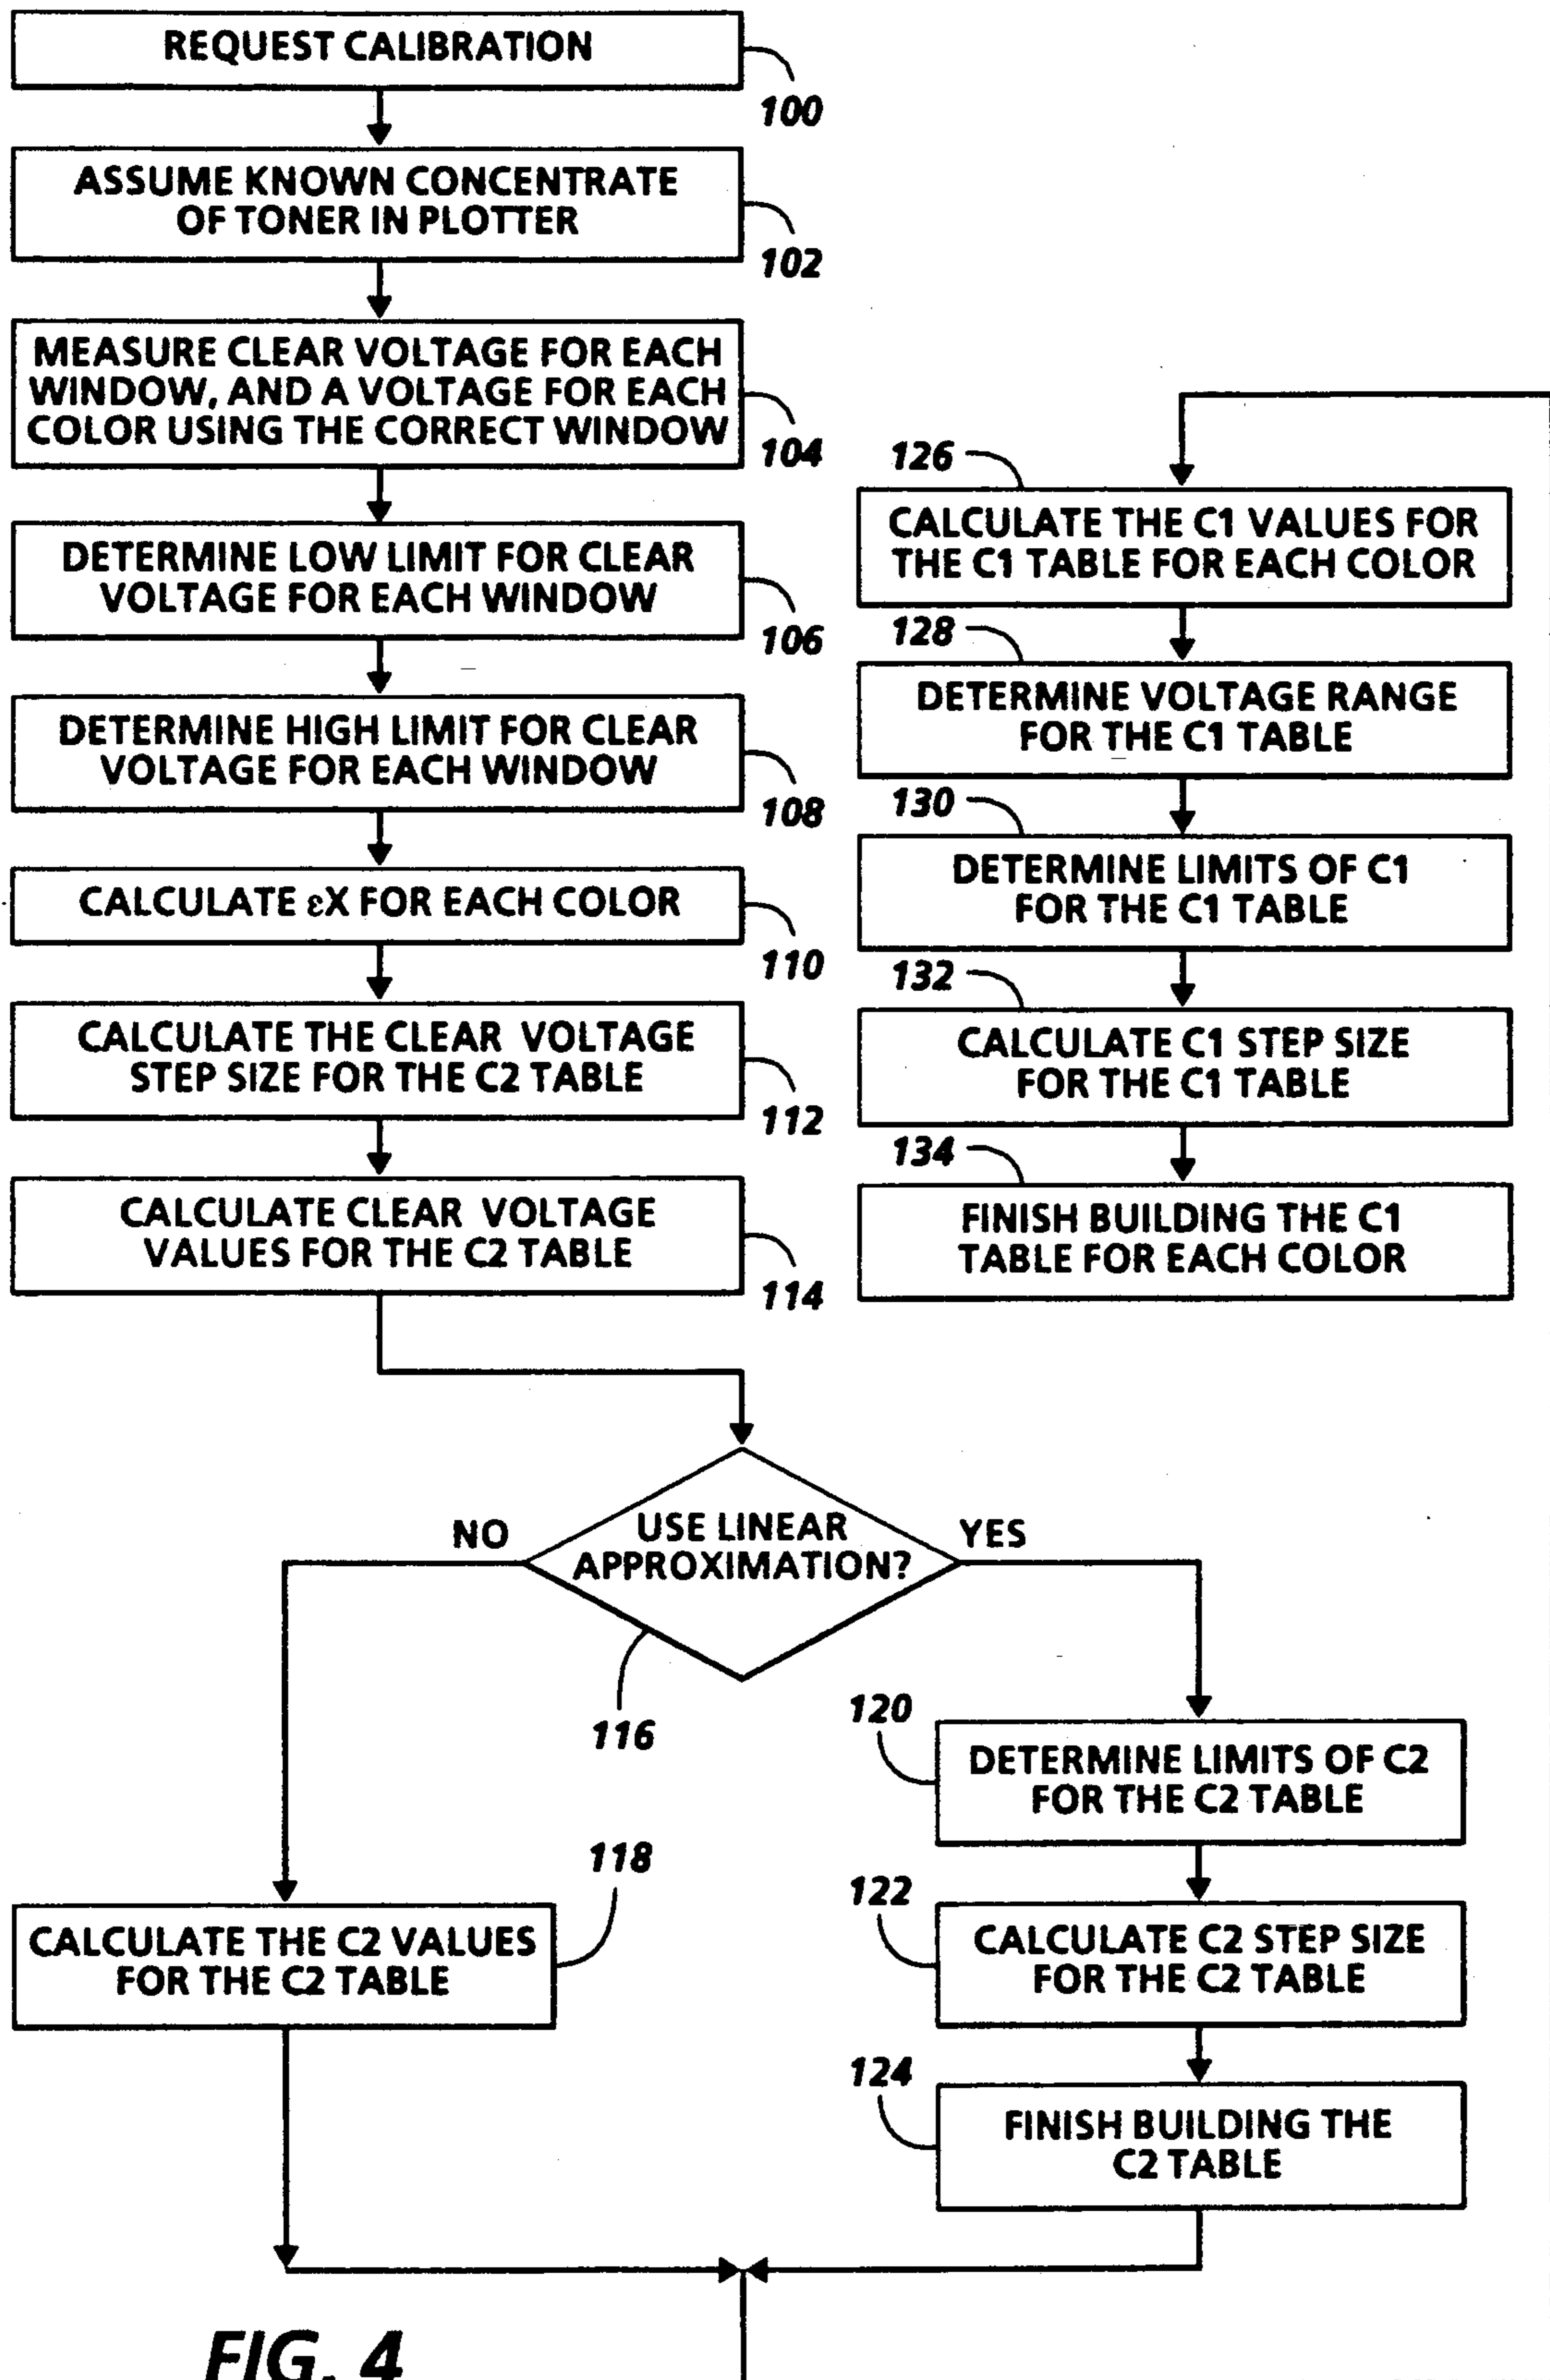 REQUEST CALIBRATION
100
ASSUME KNOWN CONCENTRATE
OF TONER IN PLOTTER
102
MEASURE CLEAR VOLTAGE FOR EACH
WINDOW, AND A VOLTAGE FOR EACH
COLOR USING THE CORRECT WINDOW
104
DETERMINE LOW LIMIT FOR CLEAR
VOLTAGE FOR EACH WINDOW
106
DETERMINE HIGH LIMIT FOR CLEAR
VOLTAGE FOR EACH WINDOW
108
CALCULATE εX FOR EACH COLOR
110
CALCULATE THE CLEAR VOLTAGE
STEP SIZE FOR THE C2 TABLE
112
CALCULATE CLEAR VOLTAGE
VALUES FOR THE C2 TABLE
114
USE LINEAR
APPROXIMATION?
116
NO
YES
118
CALCULATE THE C2 VALUES
FOR THE C2 TABLE
120
DETERMINE LIMITS OF C2
FOR THE C2 TABLE
122
CALCULATE C2 STEP SIZE
FOR THE C2 TABLE
124
FINISH BUILDING THE
C2 TABLE
126
CALCULATE THE C1 VALUES FOR
THE C1 TABLE FOR EACH COLOR
128
DETERMINE VOLTAGE RANGE
FOR THE C1 TABLE
130
DETERMINE LIMITS OF C1
FOR THE C1 TABLE
132
CALCULATE C1 STEP SIZE
FOR THE C1 TABLE
134
FINISH BUILDING THE C1
TABLE FOR EACH COLOR
FIG. 4